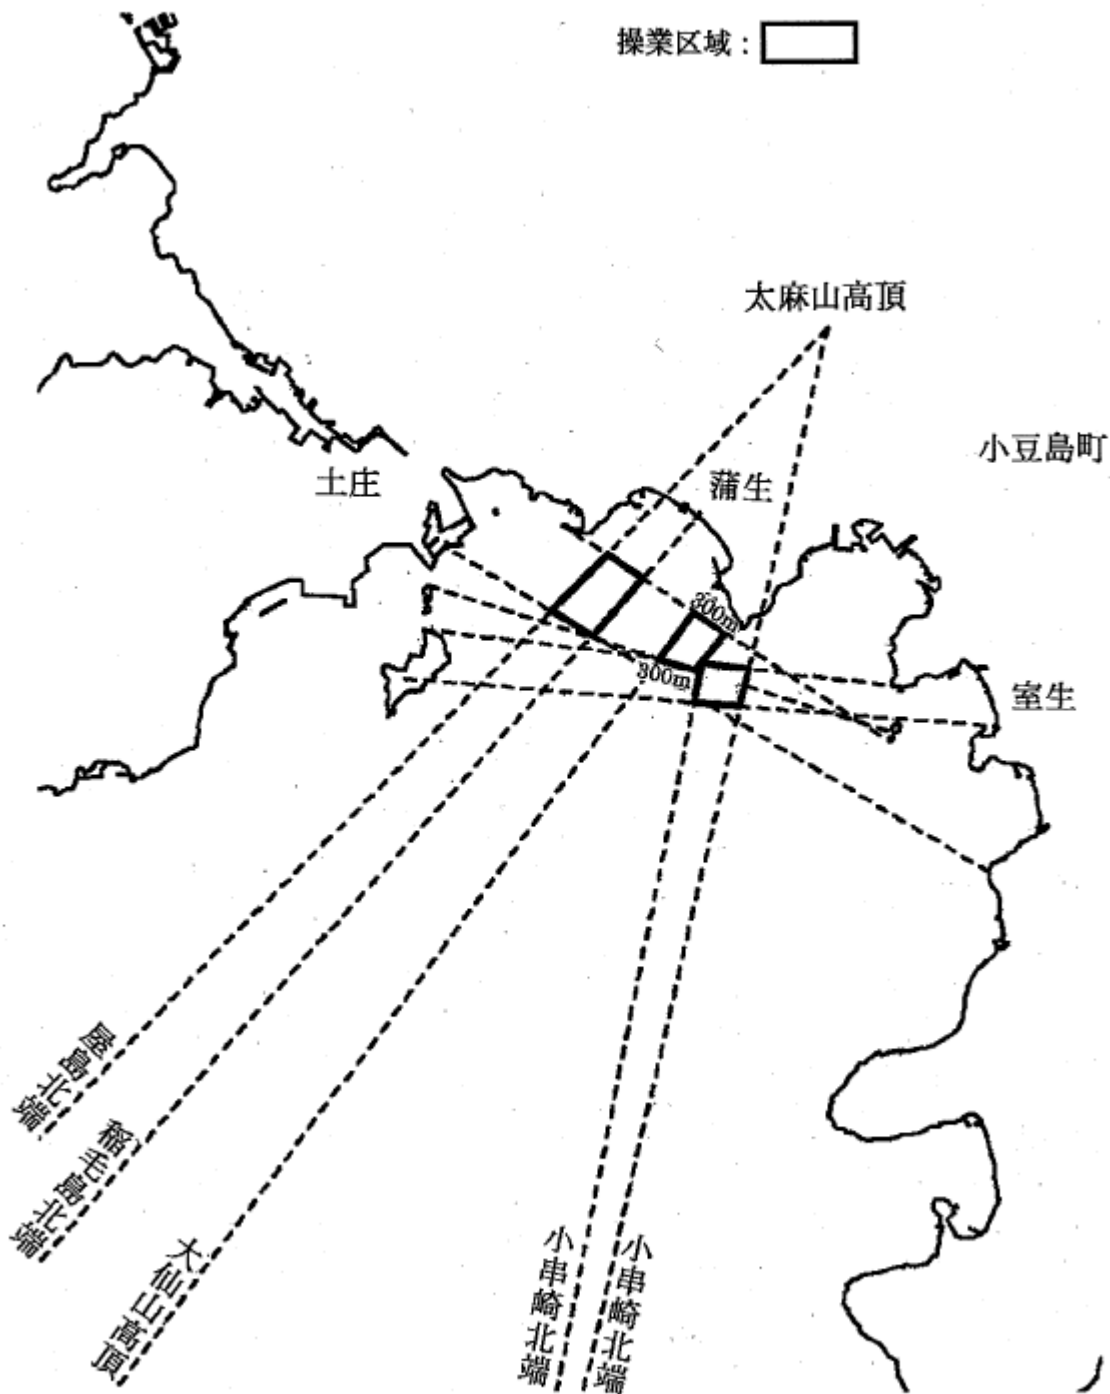 操業区域：
太麻山高頂
小豆島町
土庄
蒲生
300m
300m
室生
屋島北端
稲毛島北端
大仙山高頂
小串崎北端
小串崎北端